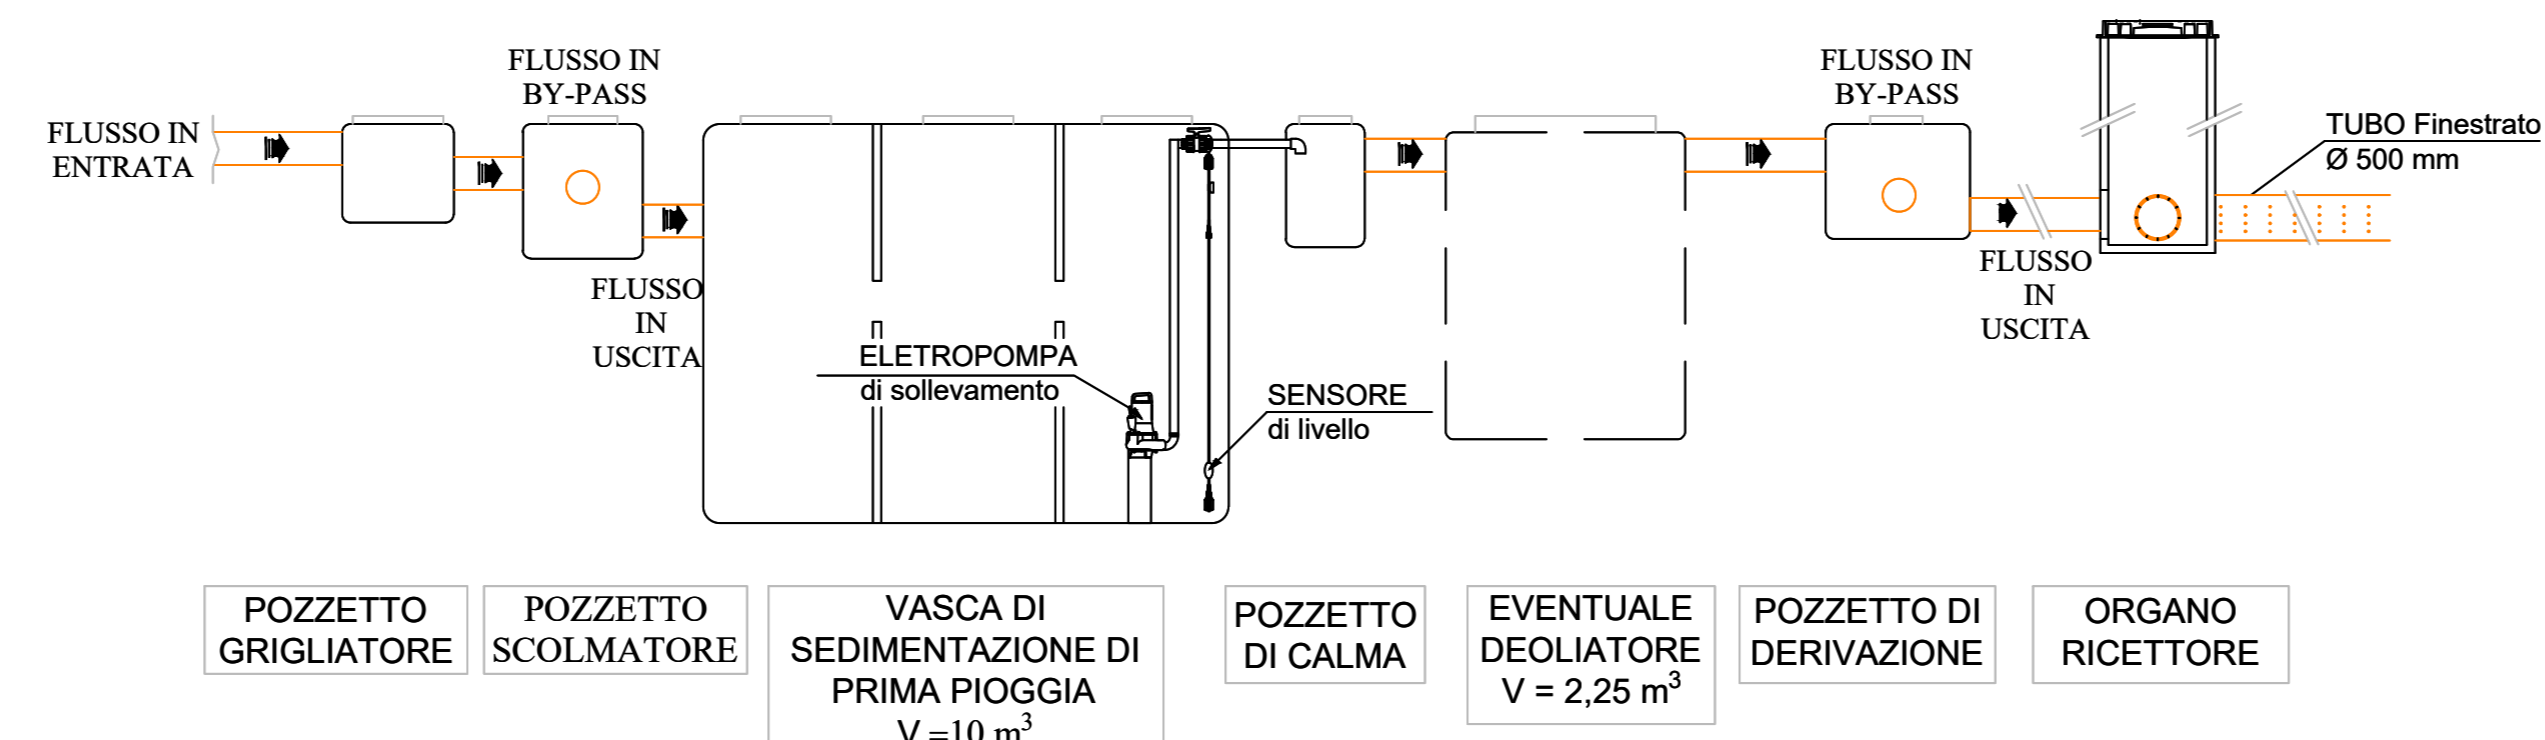 FLUSSO IN
ENTRATA
FLUSSO IN
BY-PASS
FLUSSO
IN
USCITA
ELETROPOMPA
di sollevamento
SENSORE
di livello
FLUSSO IN
BY-PASS
FLUSSO
IN
USCITA
TUBO Finestrato
Ø 500 mm
POZZETTO
GRIGLIATORE
POZZETTO
SCOLMATORE
VASCA DI
SEDIMENTAZIONE DI
PRIMA PIOGGIA
V =10 m³
POZZETTO
DI CALMA
EVENTUALE
DEOLIATORE
V = 2,25 m³
POZZETTO DI
DERIVAZIONE
ORGANO
RICETTORE